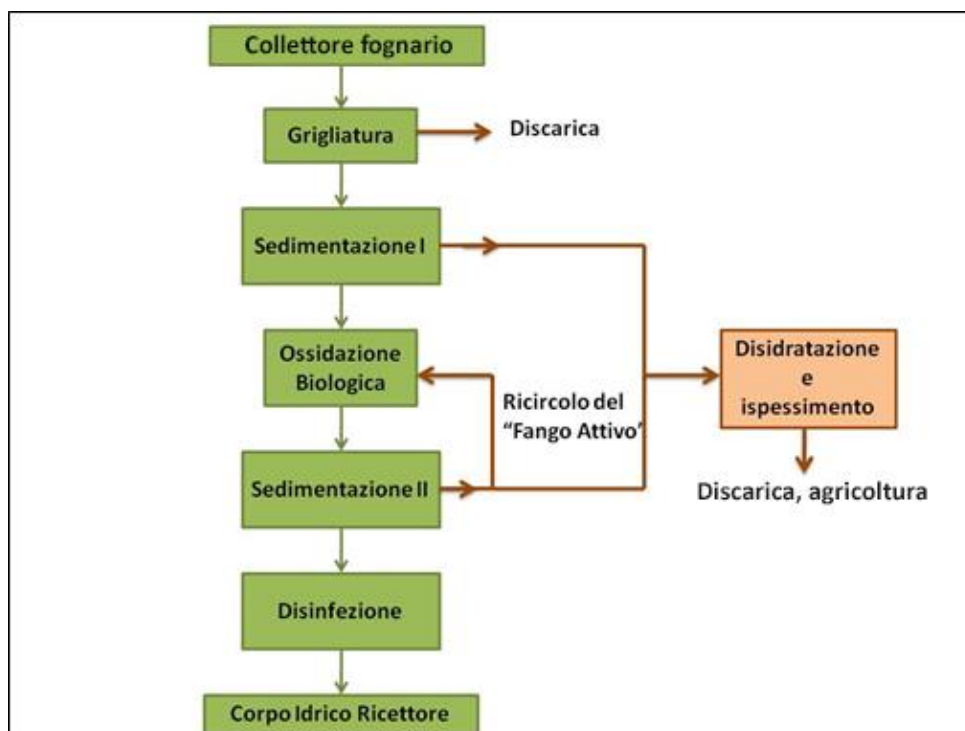 Collettore fognario
Grigliatura
Discarica
Sedimentazione I
Ossidazione
Biologica
Ricircolo del
“Fango Attivo’
Disidratazione
e
ispessimento
Sedimentazione II
Discarica, agricoltura
Disinfezione
Corpo Idrico Ricettore